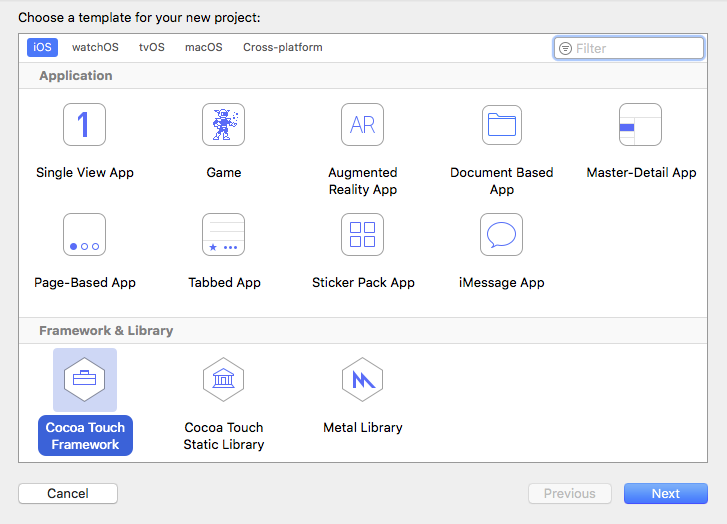 Choose a template for your new project:
iOS watchOS tvOS macOS Cross-platform Filter
Application
1 AR
Single View App Game Augmented Document Based Master-Detail App
Reality App App
Page-Based App Tabbed App Sticker Pack App iMessage App
Framework & Library
Cocoa Touch Cocoa Touch Metal Library
Framework Static Library
Cancel Previous Next